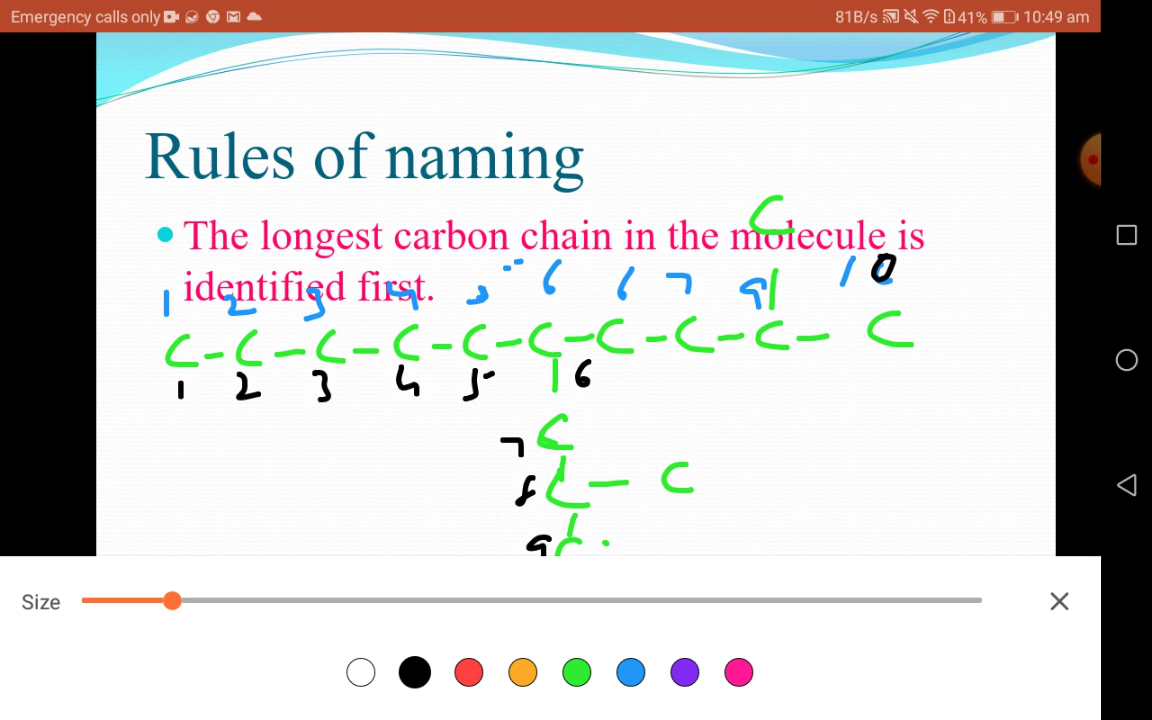 Emergency calls only 81B/s 41% 10:49 am
Rules of naming
C
• The longest carbon chain in the molecule is
identified first.
1 2 3 4 5 6 6 7 9 10
C - C - C - C - C - C - C - C - C - C
1 2 3 4 5 6
7 C
8 C - C
9 C
Size